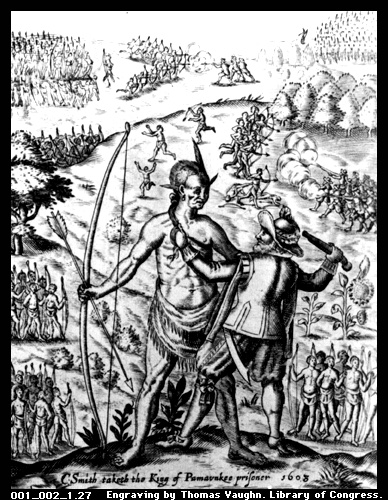 C. Smith taketh the King of Pamavnkee prisoner 1608
001_002_1.27 Engraving by Thomas Vaughn. Library of Congress.